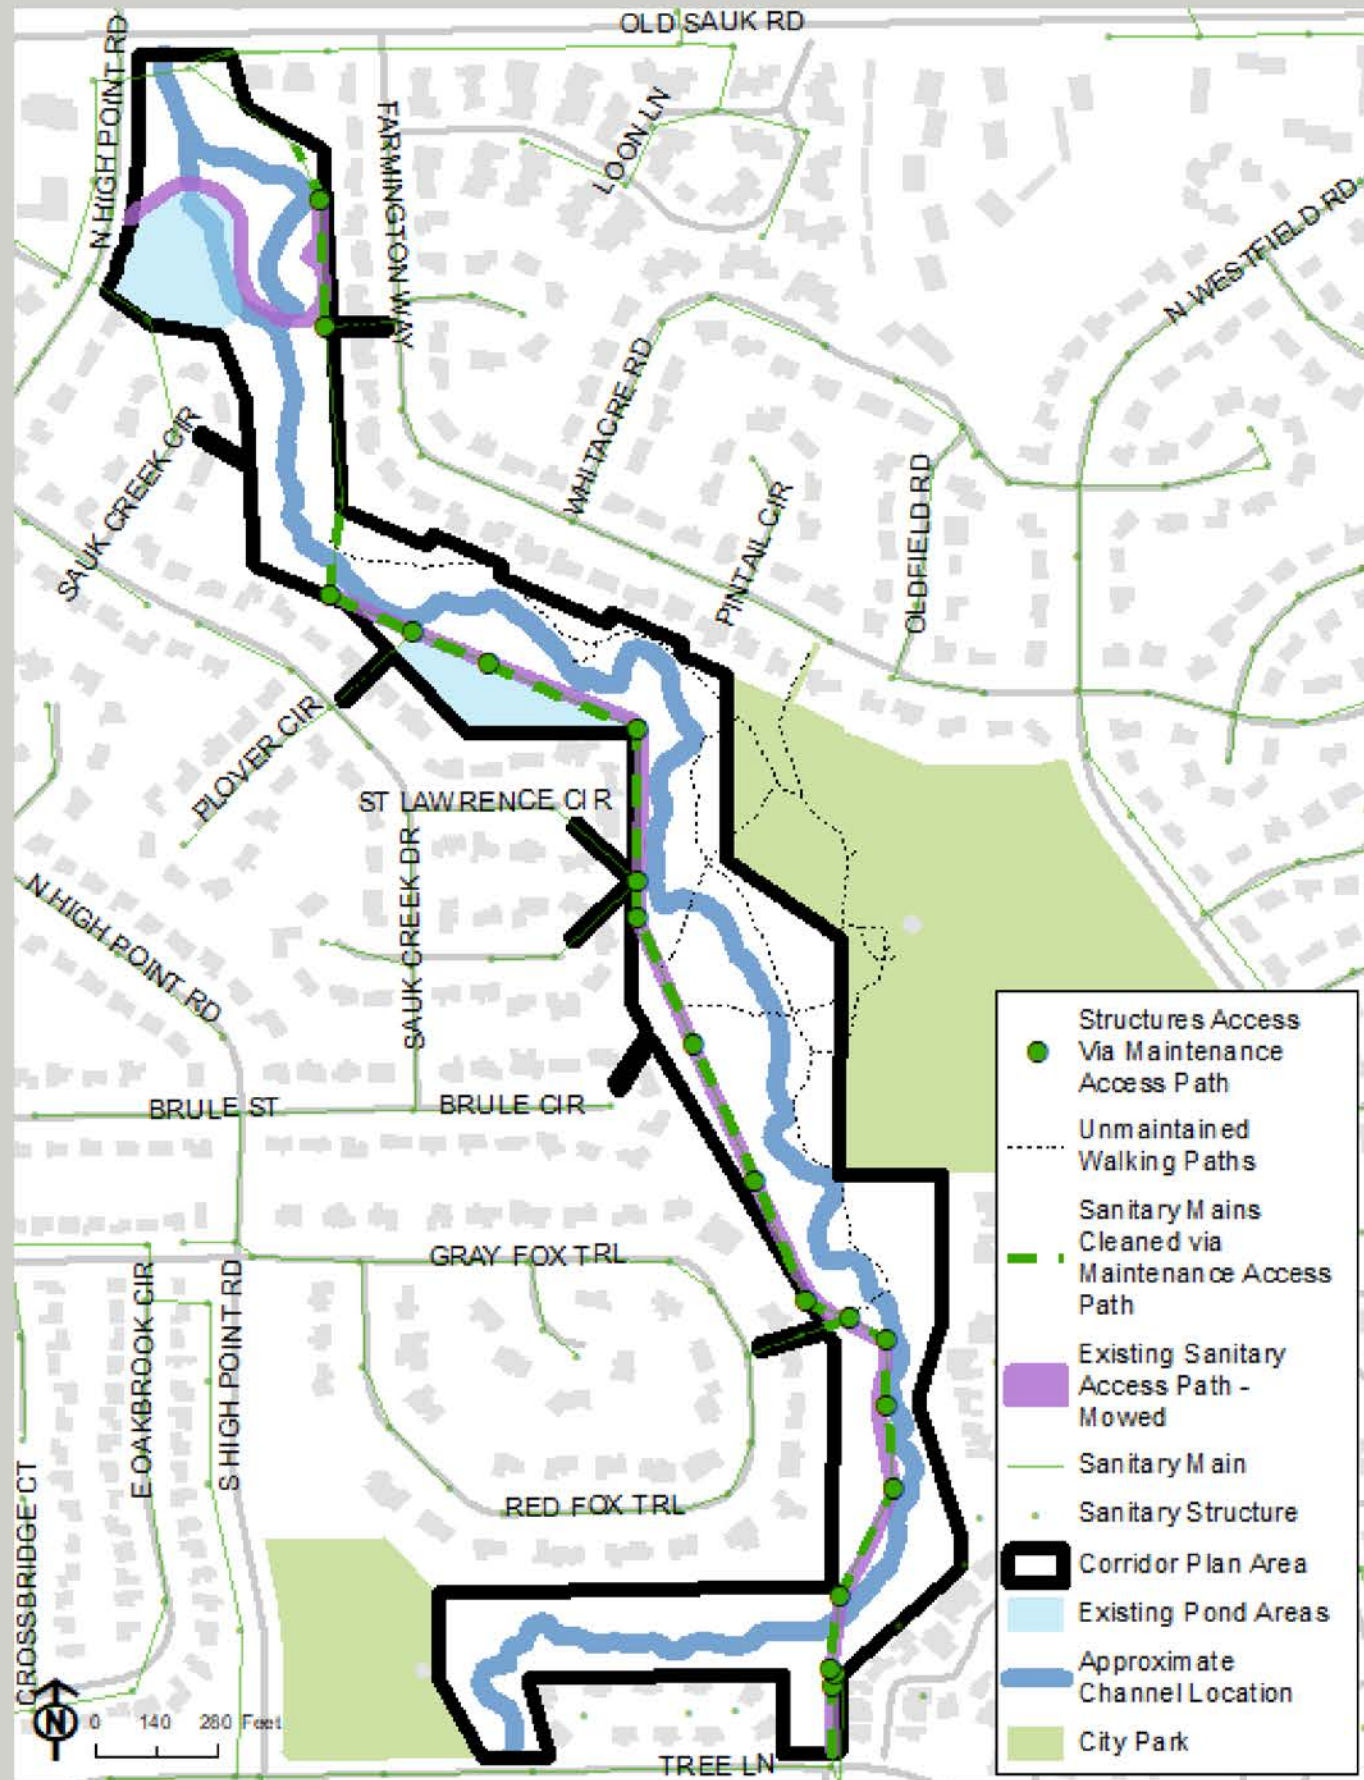 OLD SAUK RD
N HIGH POINT RD
FARMINGTON WAY
LOON LN
N WESTFIELD RD
WHITACRE RD
SAUK CREEK CIR
PINTAIL CIR
OLDFIELD RD
PLOVER CIR
ST LAWRENCE CIR
SAUK CREEK DR
N HIGH POINT RD
BRULE ST
BRULE CIR
GRAY FOX TRL
E OAKBROOK CIR
S HIGH POINT RD
RED FOX TRL
CROSSBRIDGE CT
TREE LN
N
0 140 280 Feet
Structures Access
Via Maintenance
Access Path
Unmaintained
Walking Paths
Sanitary Mains
Cleaned via
Maintenance Access
Path
Existing Sanitary
Access Path -
Mowed
Sanitary Main
Sanitary Structure
Corridor Plan Area
Existing Pond Areas
Approximate
Channel Location
City Park